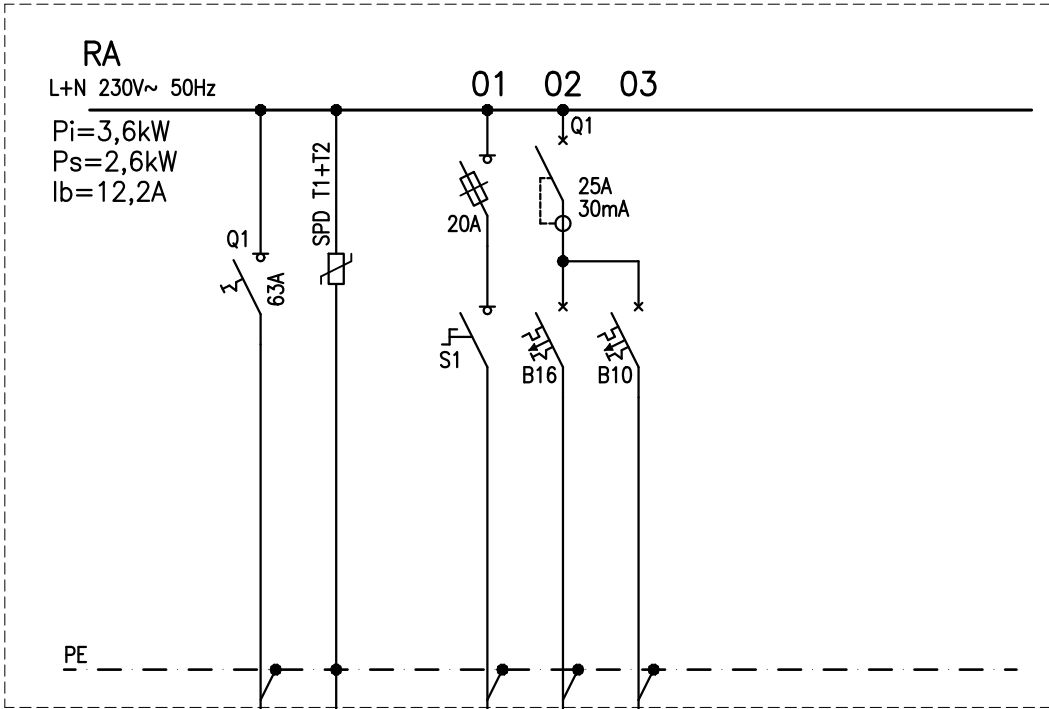 RA
L+N 230V~ 50Hz
01 02 03
Pi=3,6kW
Ps=2,6kW
Ib=12,2A
Q1
63A
SPD T1+T2
20A
S1
Q1
25A
30mA
B16
B10
PE